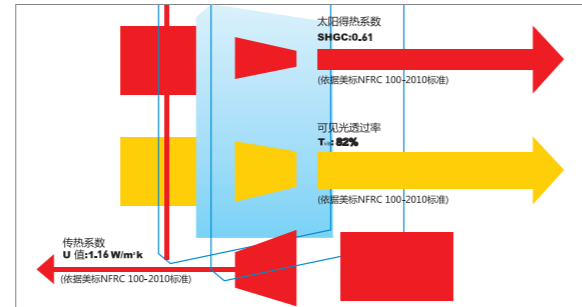 太阳得热系数
SHGC:0.61
(依据美标NFRC 100-2010标准)
可见光透过率
Tvis: 82%
(依据美标NFRC 100-2010标准)
传热系数
U 值:1.16 W/m²k
(依据美标NFRC 100-2010标准)